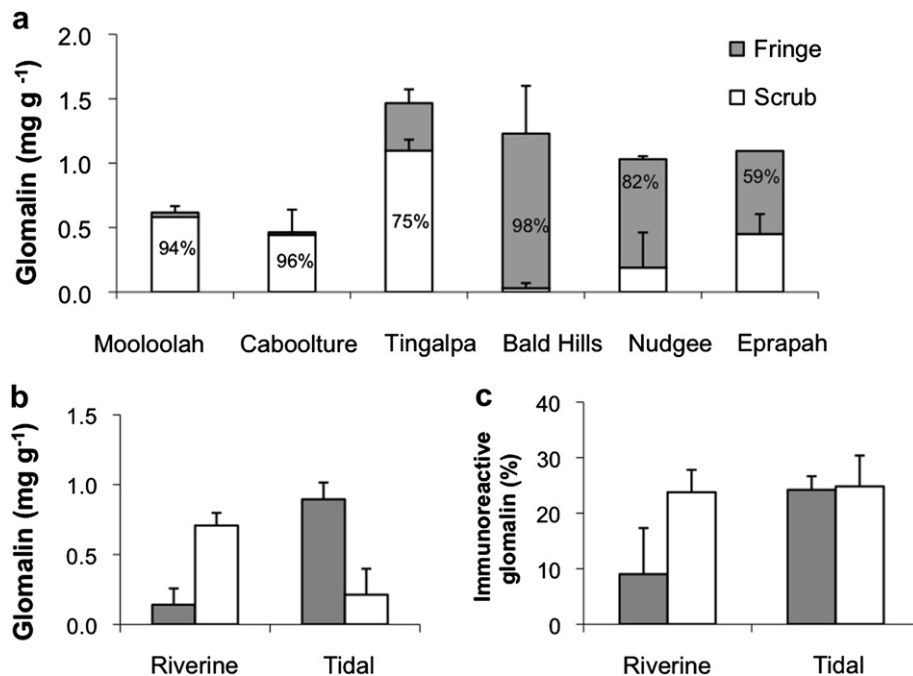 a
Glomalin (mg g -1)
2.0
1.5
1.0
0.5
0.0
Fringe
Scrub
94%
96%
75%
98%
82%
59%
Mooloolah Caboolture Tingalpa Bald Hills Nudgee Eprapah
b
Glomalin (mg g-1)
1.5
1.0
0.5
0.0
Riverine Tidal
c
Immunoreactive
glomalin (%)
40
30
20
10
0
Riverine Tidal